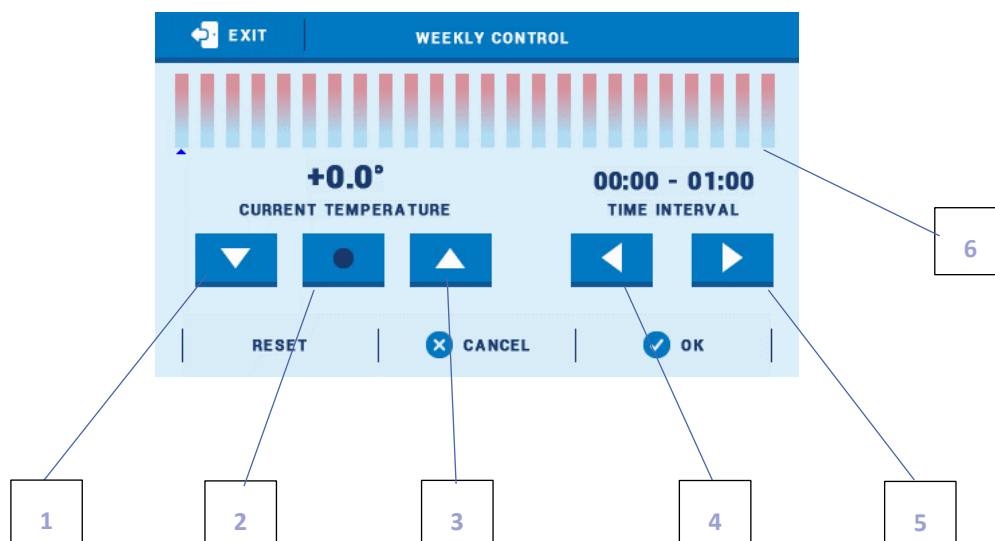 EXIT
WEEKLY CONTROL
+0.0°
00:00 - 01:00
CURRENT TEMPERATURE
TIME INTERVAL
6
RESET
CANCEL
OK
1
2
3
4
5